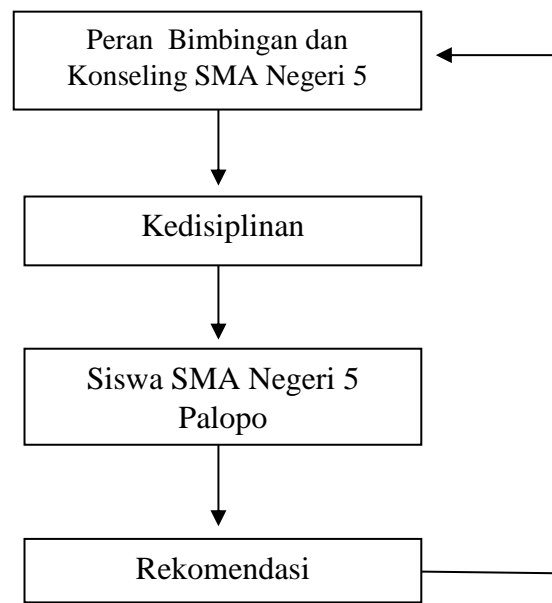 Peran Bimbingan dan
Konseling SMA Negeri 5
Kedisiplinan
Siswa SMA Negeri 5
Palopo
Rekomendasi